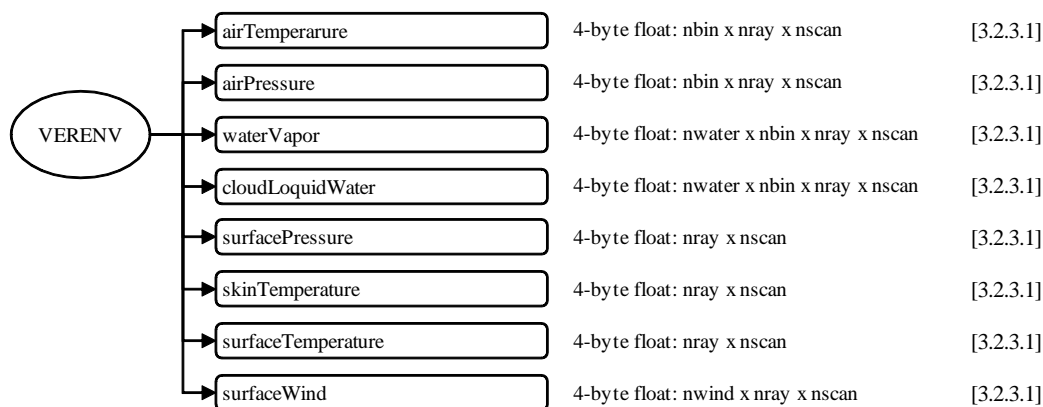 airTemperarure 4-byte float: nbin x nray x nscan [3.2.3.1]
airPressure 4-byte float: nbin x nray x nscan [3.2.3.1]
VERENV
waterVapor 4-byte float: nwater x nbin x nray x nscan [3.2.3.1]
cloudLoquidWater 4-byte float: nwater x nbin x nray x nscan [3.2.3.1]
surfacePressure 4-byte float: nray x nscan [3.2.3.1]
skinTemperature 4-byte float: nray x nscan [3.2.3.1]
surfaceTemperature 4-byte float: nray x nscan [3.2.3.1]
surfaceWind 4-byte float: nwind x nray x nscan [3.2.3.1]